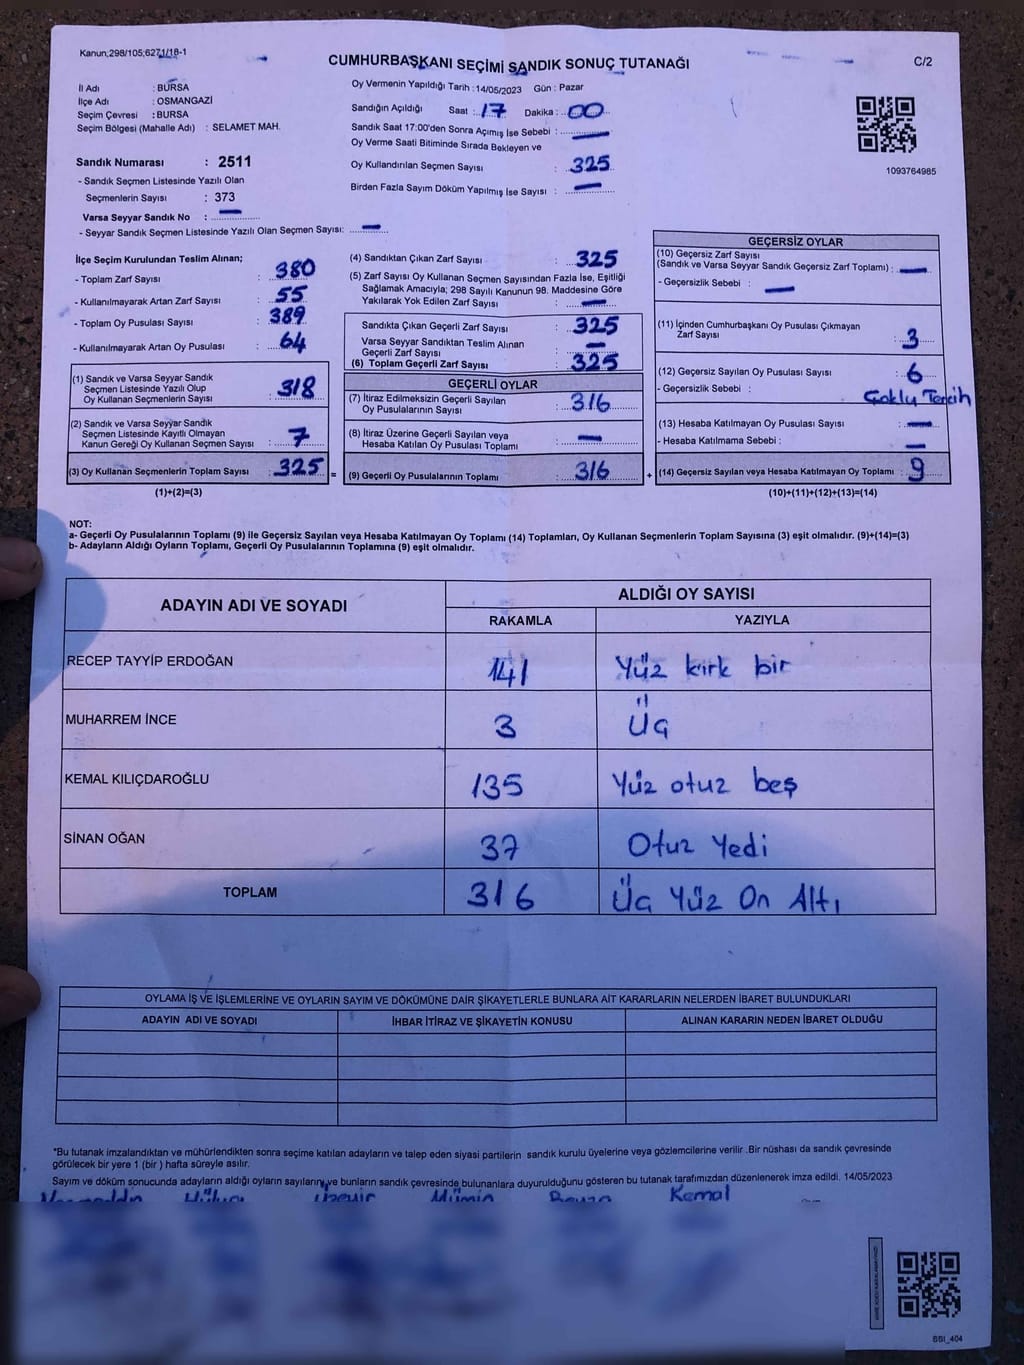 Kanun,298/105;6271/18-1
CUMHURBAŞKANI SEÇİMİ SANDIK SONUÇ TUTANAĞI
C/2
İl Adı : BURSA
İlçe Adı : OSMANGAZİ
Seçim Çevresi : BURSA
Seçim Bölgesi (Mahalle Adı) : SELAMET MAH.
Sandık Numarası : 2511
- Sandık Seçmen Listesinde Yazılı Olan
Seçmenlerin Sayısı : 373
Varsa Seyyar Sandık No : —
- Seyyar Sandık Seçmen Listesinde Yazılı Olan Seçmen Sayısı: —
Oy Vermenin Yapıldığı Tarih : 14/05/2023 Gün : Pazar
Sandığın Açıldığı Saat : 17 Dakika : 00
Sandık Saat 17:00'den Sonra Açımış İse Sebebi : —
Oy Verme Saati Bitiminde Sırada Bekleyen ve
Oy Kullandırılan Seçmen Sayısı : 325
Birden Fazla Sayım Döküm Yapılmış İse Sayısı : —
1093764985
İlçe Seçim Kurulundan Teslim Alınan;
- Toplam Zarf Sayısı : 380
- Kullanılmayarak Artan Zarf Sayısı : 55
- Toplam Oy Pusulası Sayısı : 389
- Kullanılmayarak Artan Oy Pusulası : 64
(1) Sandık ve Varsa Seyyar Sandık
Seçmen Listesinde Yazılı Olup
Oy Kullanan Seçmenlerin Sayısı : 318
(2) Sandık ve Varsa Seyyar Sandık
Seçmen Listesinde Kayıtlı Olmayan
Kanun Gereği Oy Kullanan Seçmen Sayısı : 7
(3) Oy Kullanan Seçmenlerin Toplam Sayısı : 325 =
(1)+(2)=(3)
(4) Sandıktan Çıkan Zarf Sayısı : 325
(5) Zarf Sayısı Oy Kullanan Seçmen Sayısından Fazla İse, Eşitliği
Sağlamak Amacıyla; 298 Sayılı Kanunun 98. Maddesine Göre
Yakılarak Yok Edilen Zarf Sayısı : —
Sandıkta Çıkan Geçerli Zarf Sayısı : 325
Varsa Seyyar Sandıktan Teslim Alınan
Geçerli Zarf Sayısı : —
(6) Toplam Geçerli Zarf Sayısı : 325
GEÇERLİ OYLAR
(7) İtiraz Edilmeksizin Geçerli Sayılan
Oy Pusulalarının Sayısı : 316
(8) İtiraz Üzerine Geçerli Sayılan veya
Hesaba Katılan Oy Pusulası Toplamı : —
(9) Geçerli Oy Pusulalarının Toplamı : 316 +
GEÇERSİZ OYLAR
(10) Geçersiz Zarf Sayısı
(Sandık ve Varsa Seyyar Sandık Geçersiz Zarf Toplamı) : —
- Geçersizlik Sebebi : —
(11) İçinden Cumhurbaşkanı Oy Pusulası Çıkmayan
Zarf Sayısı : 3
(12) Geçersiz Sayılan Oy Pusulası Sayısı : 6
- Geçersizlik Sebebi : Çoklu Tercih
(13) Hesaba Katılmayan Oy Pusulası Sayısı : —
- Hesaba Katılmama Sebebi : —
(14) Geçersiz Sayılan veya Hesaba Katılmayan Oy Toplamı : 9
(10)+(11)+(12)+(13)=(14)
NOT:
a- Geçerli Oy Pusulalarının Toplamı (9) ile Geçersiz Sayılan veya Hesaba Katılmayan Oy Toplamı (14) Toplamları, Oy Kullanan Seçmenlerin Toplam Sayısına (3) eşit olmalıdır. (9)+(14)=(3)
b- Adayların Aldığı Oyların Toplamı, Geçerli Oy Pusulalarının Toplamına (9) eşit olmalıdır.
ADAYIN ADI VE SOYADI
ALDIĞI OY SAYISI
RAKAMLA YAZIYLA
RECEP TAYYİP ERDOĞAN 141 Yüz kırk bir
MUHARREM İNCE 3 Üç
KEMAL KILIÇDAROĞLU 135 Yüz otuz beş
SİNAN OĞAN 37 Otuz Yedi
TOPLAM 316 Üç Yüz On Altı
OYLAMA İŞ VE İŞLEMLERİNE VE OYLARIN SAYIM VE DÖKÜMÜNE DAİR ŞİKAYETLERLE BUNLARA AİT KARARLARIN NELERDEN İBARET BULUNDUKLARI
ADAYIN ADI VE SOYADI İHBAR İTİRAZ VE ŞİKAYETİN KONUSU ALINAN KARARIN NEDEN İBARET OLDUĞU
*Bu tutanak imzalandıktan ve mühürlendikten sonra seçime katılan adayların ve talep eden siyasi partilerin sandık kurulu üyelerine veya gözlemcilerine verilir .Bir nüshası da sandık çevresinde
görülecek bir yere 1 (bir ) hafta süreyle asılır.
Sayım ve döküm sonucunda adayların aldığı oyların sayılarını ve bunların sandık çevresinde bulunanlara duyurulduğunu gösteren bu tutanak tarafımızdan düzenlenerek imza edildi. 14/05/2023
Mümin Kemal
BBI_404